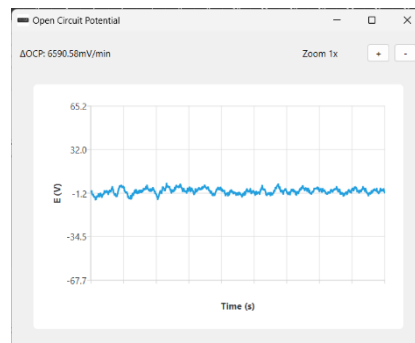 Open Circuit Potential
ΔOCP: 6590.58mV/min
Zoom 1x
+
-
65.2
32.0
-1.2
-34.5
-67.7
E (V)
Time (s)